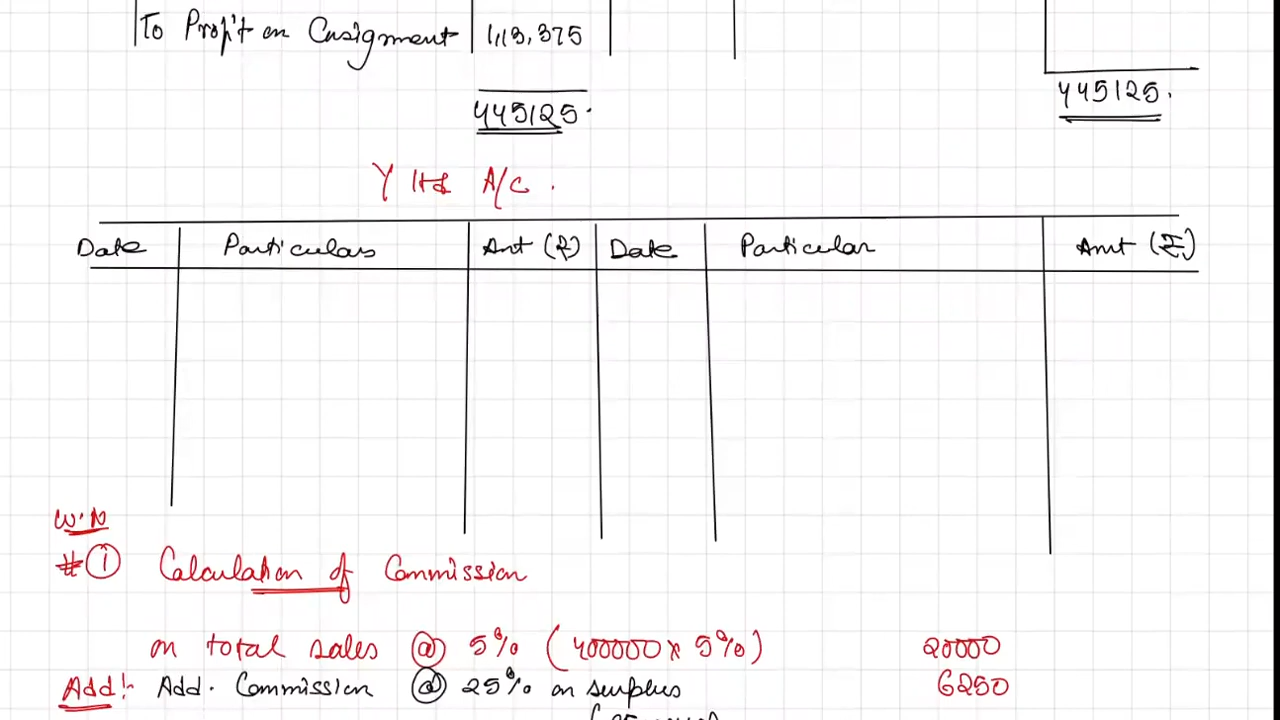 To Profit on Cnsignment 1,13,375
445125. 445125.
Y Ltd A/C .
Date Particulars Amt (₹) Date Particular Amt (₹)
W.N
# 1 Calculation of Commission
on total sales @ 5% (400000 x 5%) 20000
Add:- Add. Commission @ 25% on surplus 6250